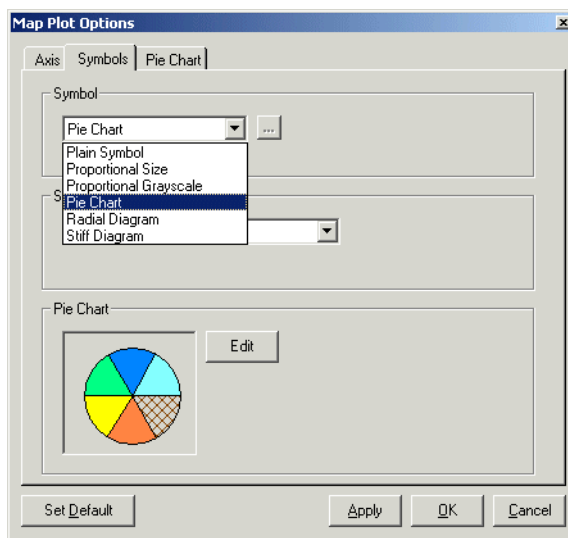 Map Plot Options
Axis Symbols Pie Chart
Symbol
Pie Chart ...
Plain Symbol
Proportional Size
Proportional Grayscale
Pie Chart
Radial Diagram
Stiff Diagram
Pie Chart
Edit
Set Default Apply OK Cancel